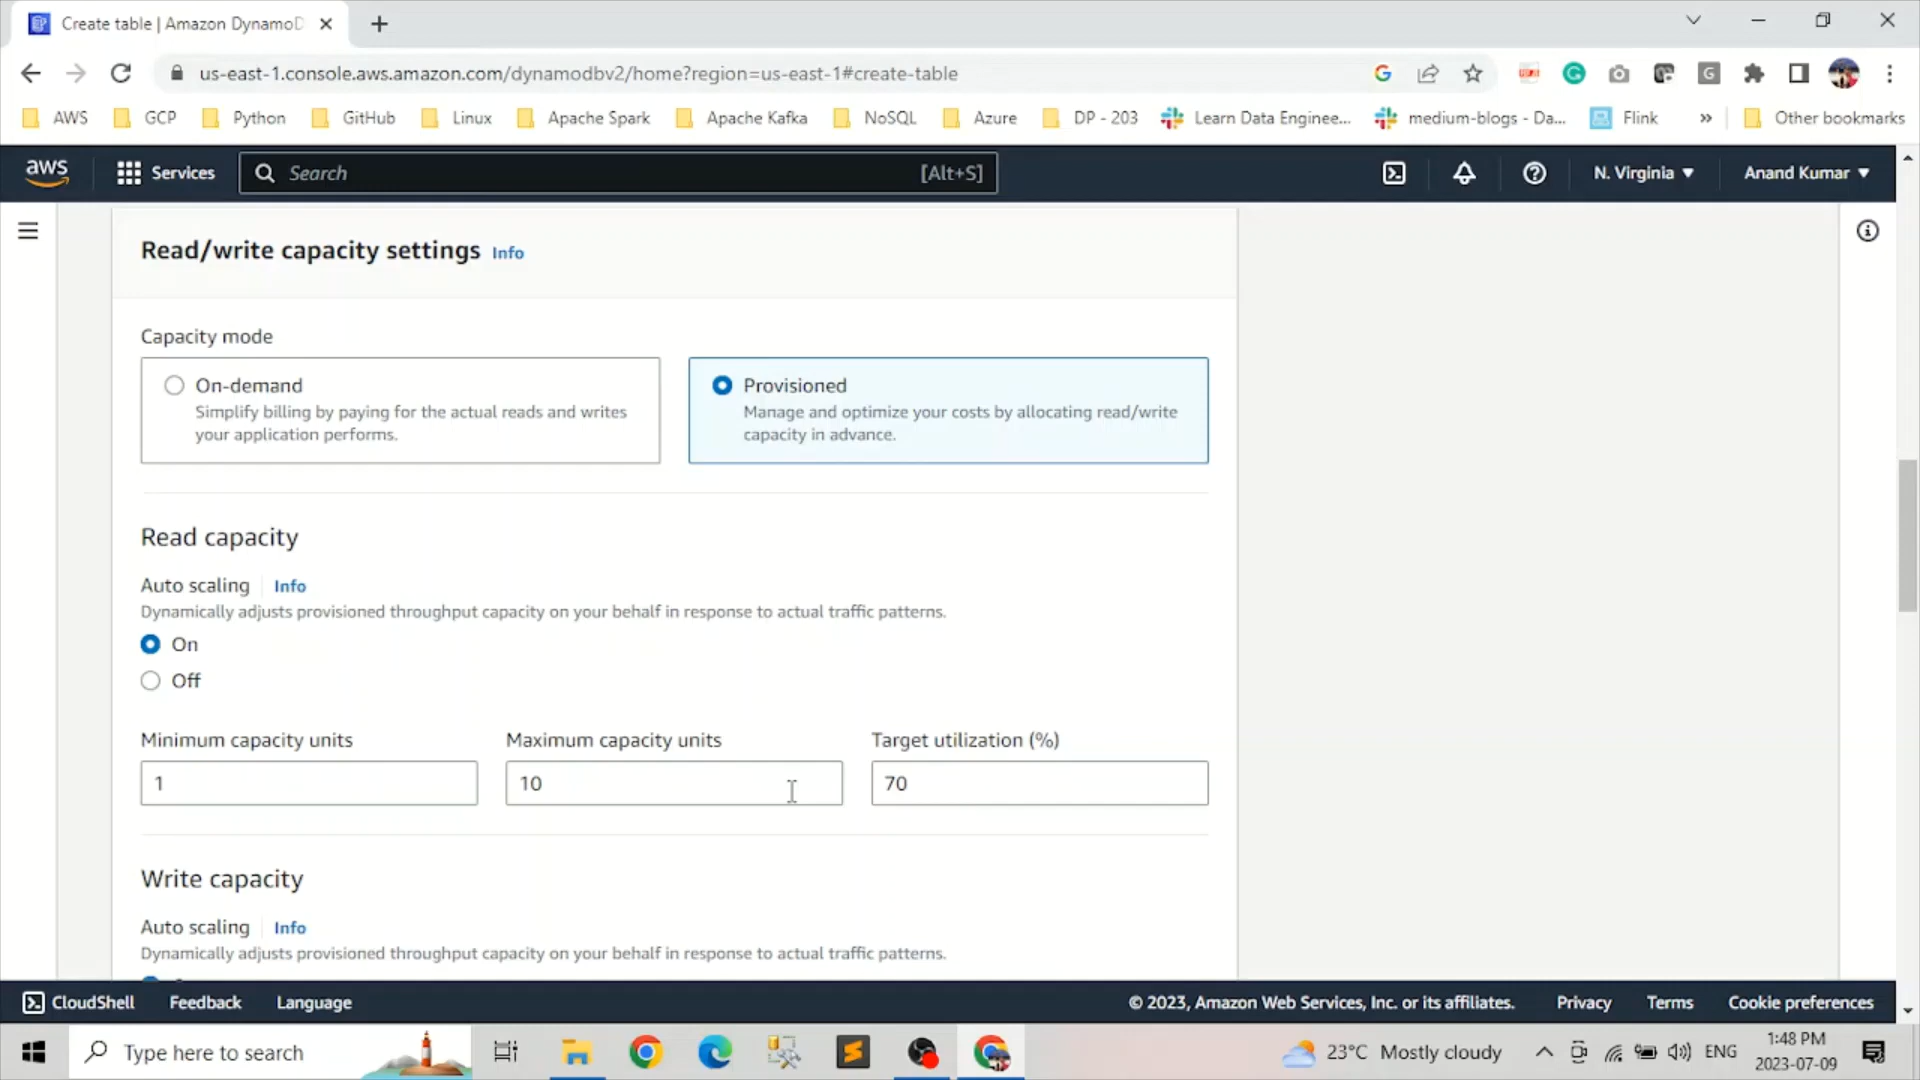 Create table | Amazon DynamoD
us-east-1.console.aws.amazon.com/dynamodbv2/home?region=us-east-1#create-table
AWS GCP Python GitHub Linux Apache Spark Apache Kafka NoSQL Azure DP - 203 Learn Data Enginee... medium-blogs - Da... Flink » Other bookmarks
aws Services Search [Alt+S] N. Virginia Anand Kumar
Read/write capacity settings Info
Capacity mode
On-demand
Simplify billing by paying for the actual reads and writes
your application performs.
Provisioned
Manage and optimize your costs by allocating read/write
capacity in advance.
Read capacity
Auto scaling Info
Dynamically adjusts provisioned throughput capacity on your behalf in response to actual traffic patterns.
On
Off
Minimum capacity units Maximum capacity units Target utilization (%)
1 10 70
Write capacity
Auto scaling Info
Dynamically adjusts provisioned throughput capacity on your behalf in response to actual traffic patterns.
CloudShell Feedback Language © 2023, Amazon Web Services, Inc. or its affiliates. Privacy Terms Cookie preferences
Type here to search 23°C Mostly cloudy ENG 1:48 PM
2023-07-09